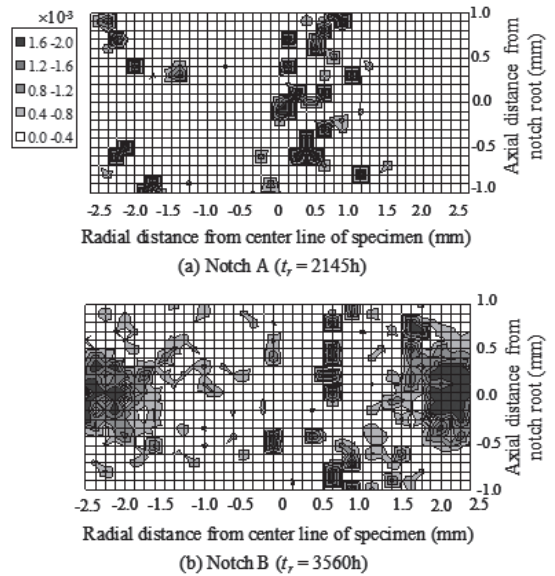 ×10⁻³
1.6 -2.0
1.2 -1.6
0.8 -1.2
0.4 -0.8
0.0 -0.4
1.0
0.5
0.0
-0.5
-1.0
Axial distance from
notch root (mm)
-2.5 -2.0 -1.5 -1.0 -0.5 0 0.5 1.0 1.5 2.0 2.5
Radial distance from center line of specimen (mm)
(a) Notch A (tᵣ = 2145h)
1.0
0.5
0.0
-0.5
-1.0
Axial distance from
notch root (mm)
-2.5 -2.0 -1.5 -1.0 -0.5 0 0.5 1.0 1.5 2.0 2.5
Radial distance from center line of specimen (mm)
(b) Notch B (tᵣ = 3560h)